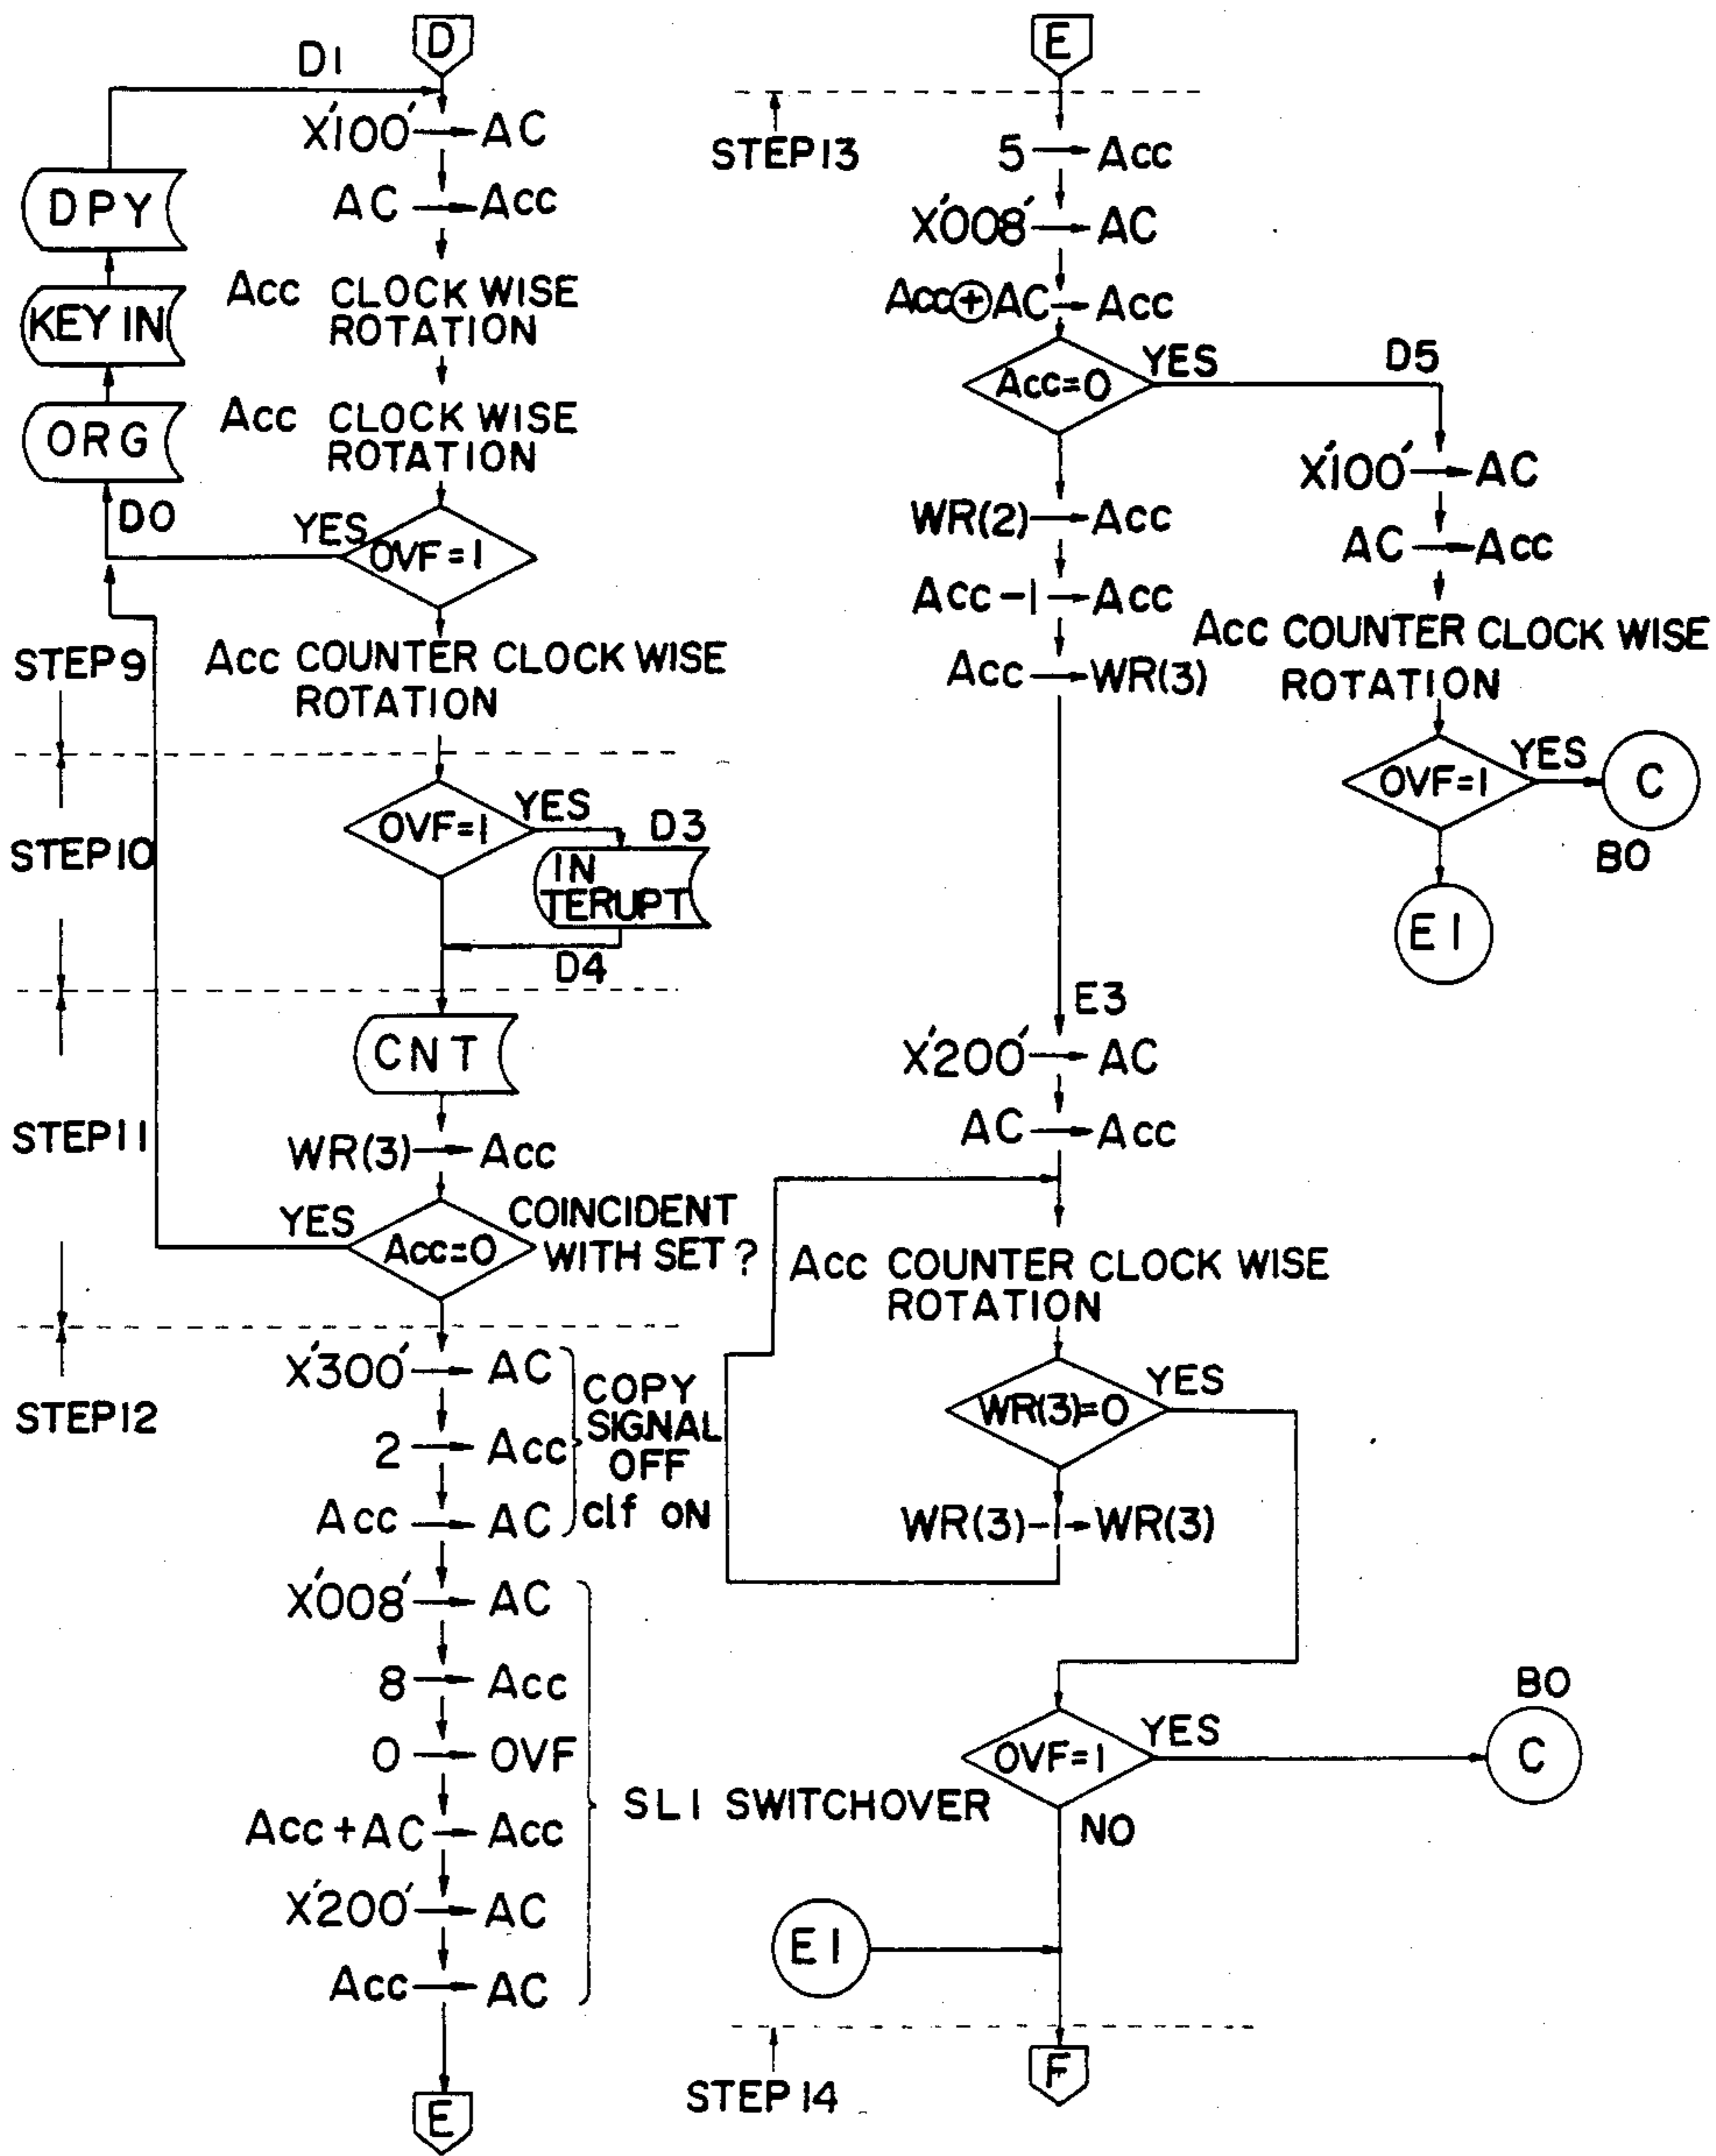 D
D1
X'100' → AC
DPY
AC → Acc
KEY IN
Acc CLOCK WISE
ROTATION
ORG
Acc CLOCK WISE
ROTATION
D0
YES
OVF=1
STEP9
Acc COUNTER CLOCK WISE
ROTATION
STEP10
OVF=1
YES
D3
IN
TERUPT
D4
STEP11
CNT
WR(3) → Acc
YES
Acc=0
COINCIDENT
WITH SET?
STEP12
X'300' → AC
2 → Acc
Acc → AC
COPY
SIGNAL
OFF
clf ON
X'008' → AC
8 → Acc
0 → OVF
Acc+AC → Acc
X'200' → AC
Acc → AC
SL1 SWITCHOVER
E
E
STEP13
5 → Acc
X'008' → AC
Acc⊕AC → Acc
Acc=0
YES
D5
X'100' → AC
AC → Acc
Acc COUNTER CLOCK WISE
ROTATION
OVF=1
YES
C
B0
E1
WR(2) → Acc
Acc-1 → Acc
Acc → WR(3)
E3
X'200' → AC
AC → Acc
Acc COUNTER CLOCK WISE
ROTATION
WR(3)=0
YES
WR(3)-1→WR(3)
OVF=1
YES
B0
C
NO
E1
STEP14
F